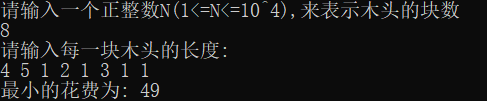 请输入一个正整数N(1<=N<=10^4),来表示木头的块数
8
请输入每一块木头的长度:
4 5 1 2 1 3 1 1
最小的花费为: 49